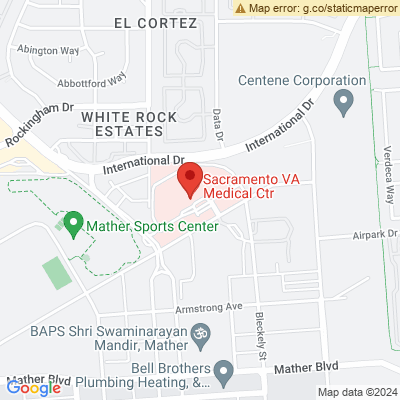 Map error: g.co/staticmaperror
EL CORTEZ
Abington Way
Abbottford Way
Centene Corporation
Rockingham Dr
WHITE ROCK
ESTATES
Data Dr
International Dr
International Dr
Verdeca Way
Sacramento VA
Medical Ctr
Mather Sports Center
Airpark Dr
Armstrong Ave
BAPS Shri Swaminarayan
Mandir, Mather
Bleckely St
Bell Brothers
Plumbing Heating, &...
Mather Blvd
Mather Blvd
Google
Map data ©2024